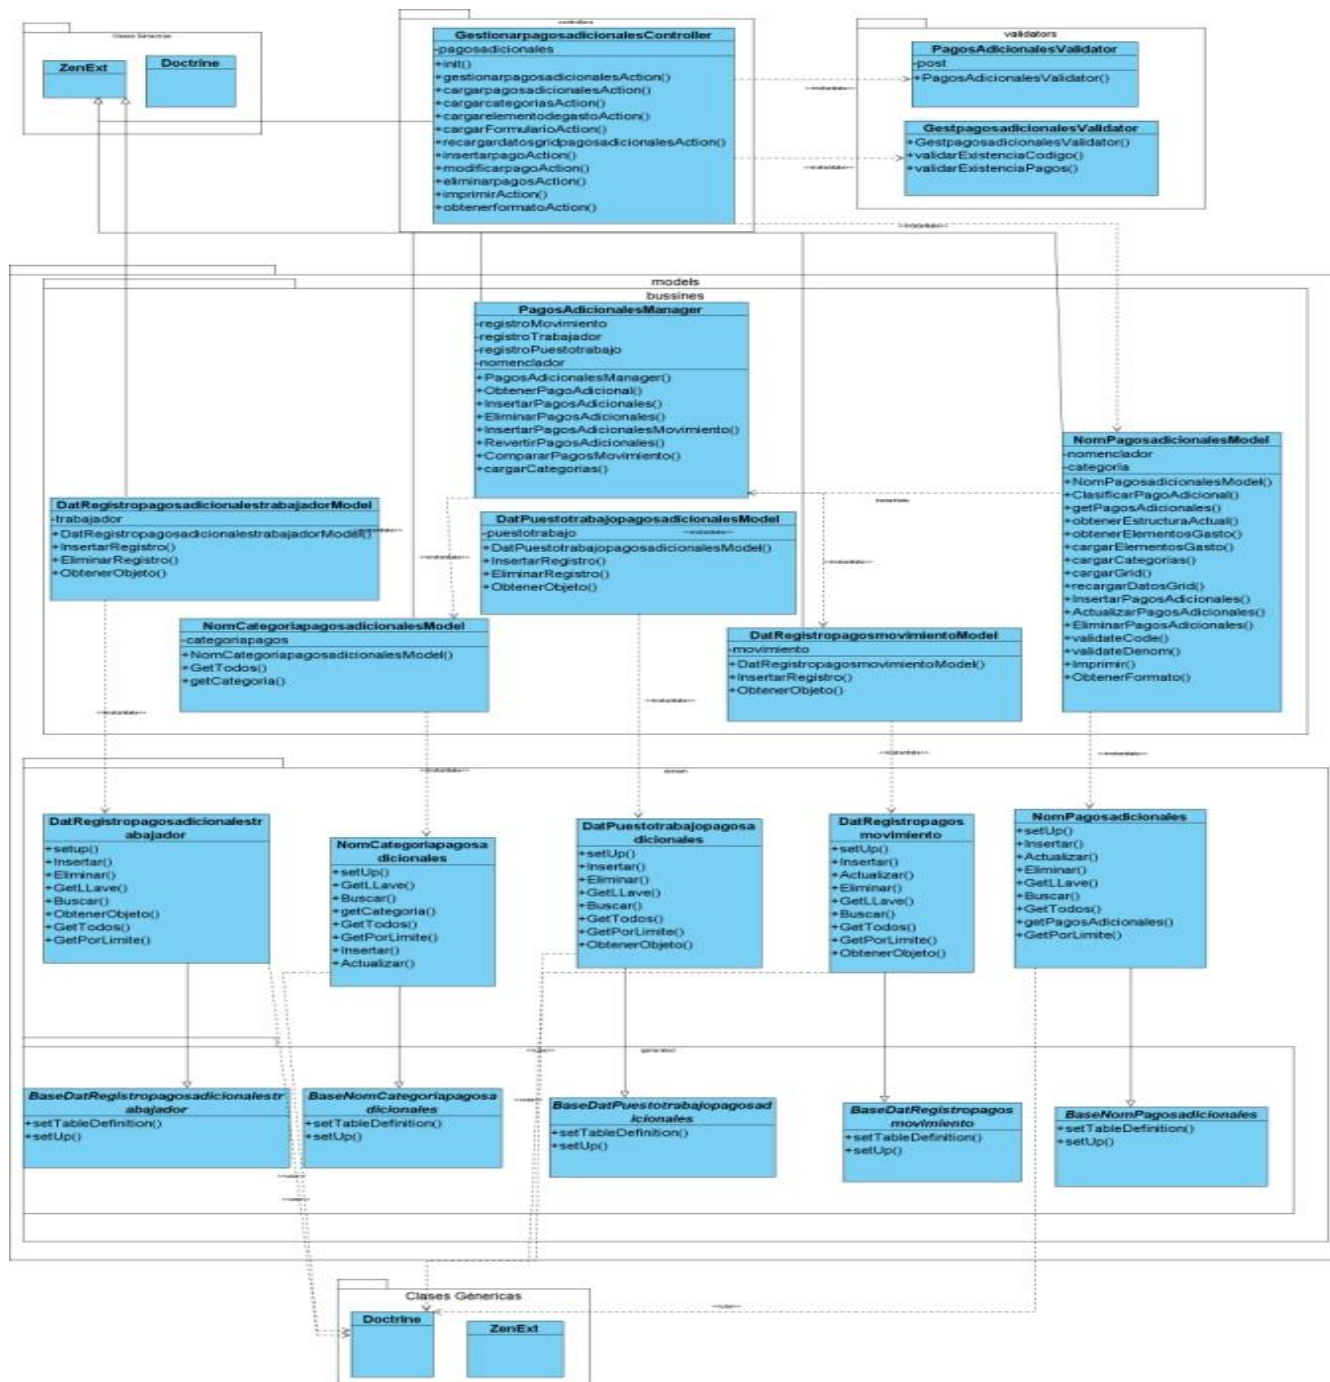 Clases Génericas
ZenExt
Doctrine
controllers
GestionarpagosadicionalesController
-pagosadicionales
+init()
+gestionarpagosadicionalesAction()
+cargarpagosadicionalesAction()
+cargarcategoriasAction()
+cargarelementodegastoAction()
+cargarFormularioAction()
+recargardatosgridpagosadicionalesAction()
+insertarpagoAction()
+modificarpagoAction()
+eliminarpagosAction()
+imprimirAction()
+obtenerformatoAction()
validators
PagosAdicionalesValidator
-post
+PagosAdicionalesValidator()
GestpagosadicionalesValidator
+GestpagosadicionalesValidator()
+validarExistenciaCodigo()
+validarExistenciaPagos()
models
bussines
PagosAdicionalesManager
-registroMovimiento
-registroTrabajador
-registroPuestotrabajo
-nomenclador
+PagosAdicionalesManager()
+ObtenerPagoAdicional()
+InsertarPagosAdicionales()
+EliminarPagosAdicionales()
+InsertarPagosAdicionalesMovimiento()
+RevertirPagosAdicionales()
+CompararPagosMovimiento()
+cargarCategorias()
NomPagosadicionalesModel
-nomenclador
-categoria
+NomPagosadicionalesModel()
+ClasificarPagoAdicional()
+getPagosAdicionales()
+obtenerEstructuraActual()
+obtenerElementosGasto()
+cargarElementosGasto()
+cargarCategorias()
+cargarGrid()
+recargarDatosGrid()
+InsertarPagosAdicionales()
+ActualizarPagosAdicionales()
+EliminarPagosAdicionales()
+validateCode()
+validateDenom()
+Imprimir()
+ObtenerFormato()
DatRegistropagosadicionalestrabajadorModel
-trabajador
+DatRegistropagosadicionalestrabajadorModel()
+InsertarRegistro()
+EliminarRegistro()
+ObtenerObjeto()
DatPuestotrabajopagosadicionalesModel
-puestotrabajo
+DatPuestotrabajopagosadicionalesModel()
+InsertarRegistro()
+EliminarRegistro()
+ObtenerObjeto()
NomCategoriapagosadicionalesModel
-categoriapagos
+NomCategoriapagosadicionalesModel()
+GetTodos()
+getCategoria()
DatRegistropagosmovimientoModel
-movimiento
+DatRegistropagosmovimientoModel()
+InsertarRegistro()
+ObtenerObjeto()
DatRegistropagosadicionalestr
abajador
+setup()
+Insertar()
+Eliminar()
+GetLLave()
+Buscar()
+ObtenerObjeto()
+GetTodos()
+GetPorLimite()
NomCategoriapagosa
dicionales
+setUp()
+GetLLave()
+Buscar()
+getCategoria()
+GetTodos()
+GetPorLimite()
+Insertar()
+Actualizar()
DatPuestotrabajopagosa
dicionales
+setUp()
+Insertar()
+Eliminar()
+GetLLave()
+Buscar()
+GetTodos()
+GetPorLimite()
+ObtenerObjeto()
DatRegistropagos
movimiento
+setUp()
+Insertar()
+Actualizar()
+Eliminar()
+GetLLave()
+Buscar()
+GetTodos()
+GetPorLimite()
+ObtenerObjeto()
NomPagosadicionales
+setUp()
+Insertar()
+Actualizar()
+Eliminar()
+GetLLave()
+Buscar()
+GetTodos()
+getPagosAdicionales()
+GetPorLimite()
BaseDatRegistropagosadicionalestr
abajador
+setTableDefinition()
+setUp()
BaseNomCategoriapagosa
dicionales
+setTableDefinition()
+setUp()
BaseDatPuestotrabajopagosad
icionales
+setTableDefinition()
+setUp()
BaseDatRegistropagos
movimiento
+setTableDefinition()
+setUp()
BaseNomPagosadicionales
+setTableDefinition()
+setUp()
Clases Génericas
Doctrine
ZenExt